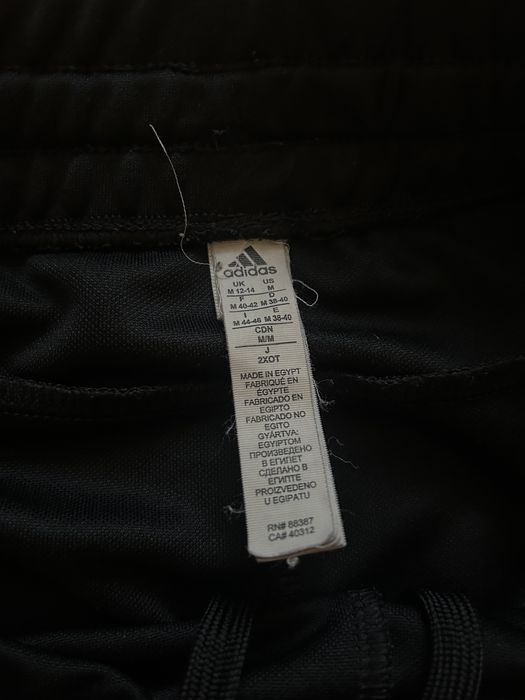 adidas
UK US
M 12-14 M
F D
M 40-42 M 38-40
I E
M 44-46 M 38-40
CDN
M/M
J
2XOT
MADE IN EGYPT
FABRIQUÉ EN
ÉGYPTE
FABRICADO EN
EGIPTO
FABRICADO NO
EGITO
GYÁRTVA:
EGYIPTOM
ПРОИЗВЕДЕНО
В ЕГИПЕТ
СДЕЛАНО В
ЕГИПТЕ
PROIZVEDENO
U EGIPATU
RN# 88387
CA# 40312